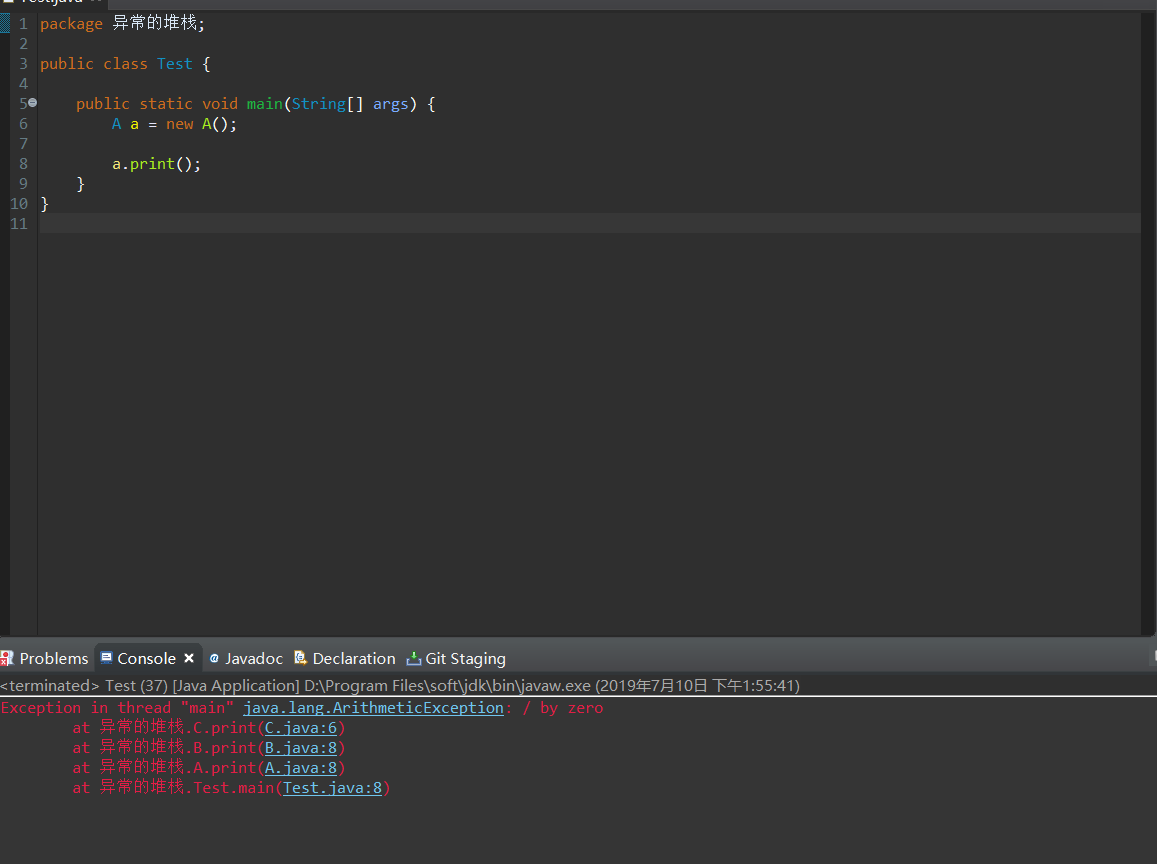 Test.java
1 package 异常的堆栈;
2
3 public class Test {
4
5 public static void main(String[] args) {
6 A a = new A();
7
8 a.print();
9 }
10 }
11
Problems Console Javadoc Declaration Git Staging
<terminated> Test (37) [Java Application] D:\Program Files\soft\jdk\bin\javaw.exe (2019年7月10日 下午1:55:41)
Exception in thread "main" java.lang.ArithmeticException: / by zero
at 异常的堆栈.C.print(C.java:6)
at 异常的堆栈.B.print(B.java:8)
at 异常的堆栈.A.print(A.java:8)
at 异常的堆栈.Test.main(Test.java:8)